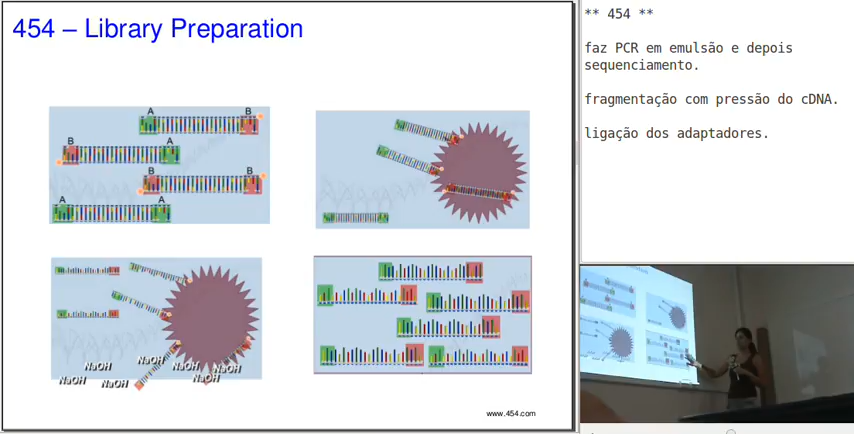 454 – Library Preparation
A B
B A
B B
A A
NaOH NaOH NaOH NaOH
NaOH NaOH NaOH
www.454.com
** 454 **
faz PCR em emulsão e depois
sequenciamento.
fragmentação com pressão do cDNA.
ligação dos adaptadores.